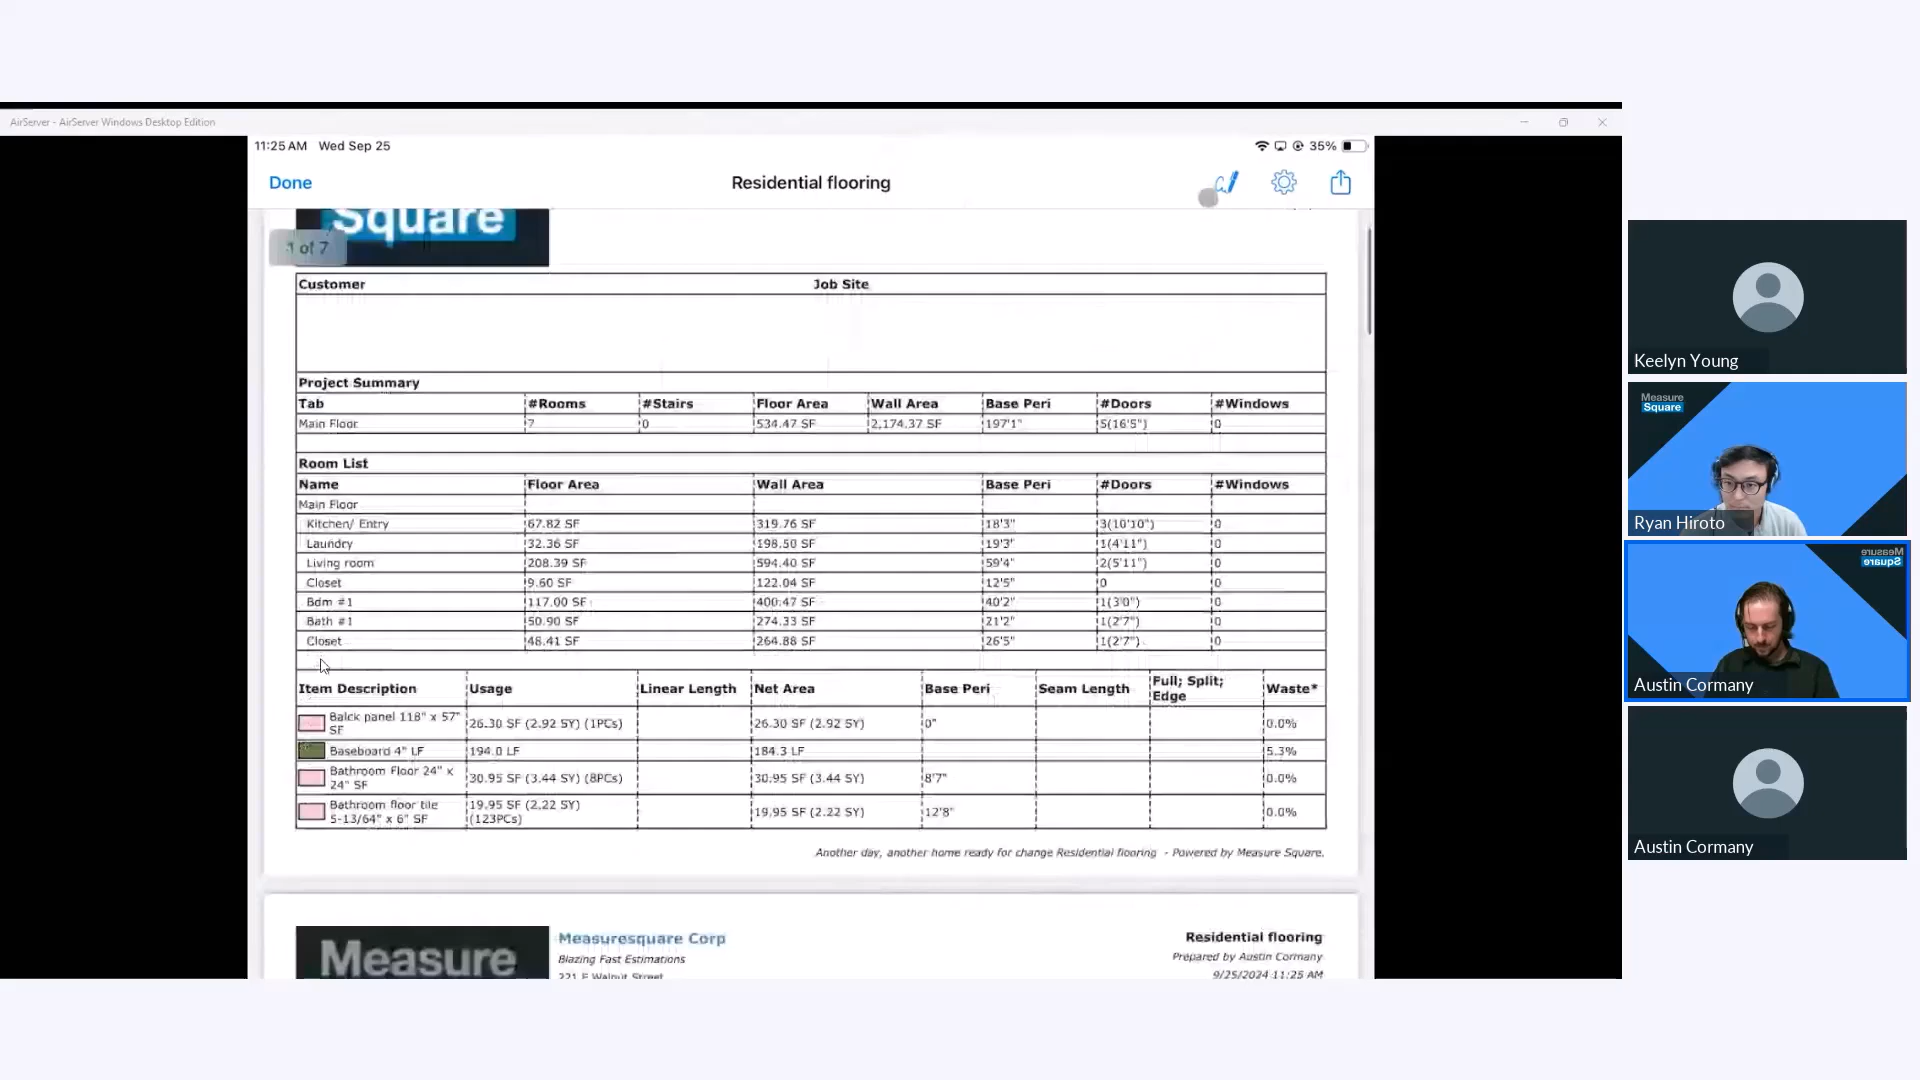 AirServer - AirServer Windows Desktop Edition
11:25 AM Wed Sep 25 35%
Done Residential flooring
Square
1 of 7
Customer Job Site
Project Summary
Tab #Rooms #Stairs Floor Area Wall Area Base Peri #Doors #Windows
Main Floor 7 0 534.47 SF 2,174.37 SF 197'1" 5(16'5") 0
Room List
Name Floor Area Wall Area Base Peri #Doors #Windows
Main Floor
Kitchen/ Entry 67.82 SF 319.76 SF 18'3" 3(10'10") 0
Laundry 32.36 SF 198.50 SF 19'3" 1(4'11") 0
Living room 208.39 SF 594.40 SF 59'4" 2(5'11") 0
Closet 9.60 SF 122.04 SF 12'5" 0 0
Bdm #1 117.00 SF 400.47 SF 40'2" 1(3'0") 0
Bath #1 50.90 SF 274.33 SF 21'2" 1(2'7") 0
Closet 48.41 SF 264.88 SF 26'5" 1(2'7") 0
Item Description Usage Linear Length Net Area Base Peri Seam Length Full; Split; Edge Waste*
Balck panel 118" x 57" SF 26.30 SF (2.92 SY) (1PCs) 26.30 SF (2.92 SY) 0" 0.0%
Baseboard 4" LF 194.0 LF 184.3 LF 5.3%
Bathroom Floor 24" x 24" SF 30.95 SF (3.44 SY) (8PCs) 30.95 SF (3.44 SY) 8'7" 0.0%
Bathroom floor tile 5-13/64" x 6" SF 19.95 SF (2.22 SY) (123PCs) 19.95 SF (2.22 SY) 12'8" 0.0%
Another day, another home ready for change Residential flooring - Powered by Measure Square.
Measure
Measuresquare Corp
Blazing Fast Estimations
221 E Walnut Street
Residential flooring
Prepared by Austin Cormany
9/25/2024 11:25 AM
Keelyn Young
Measure
Square
Ryan Hiroto
Measure
Square
Austin Cormany
Austin Cormany